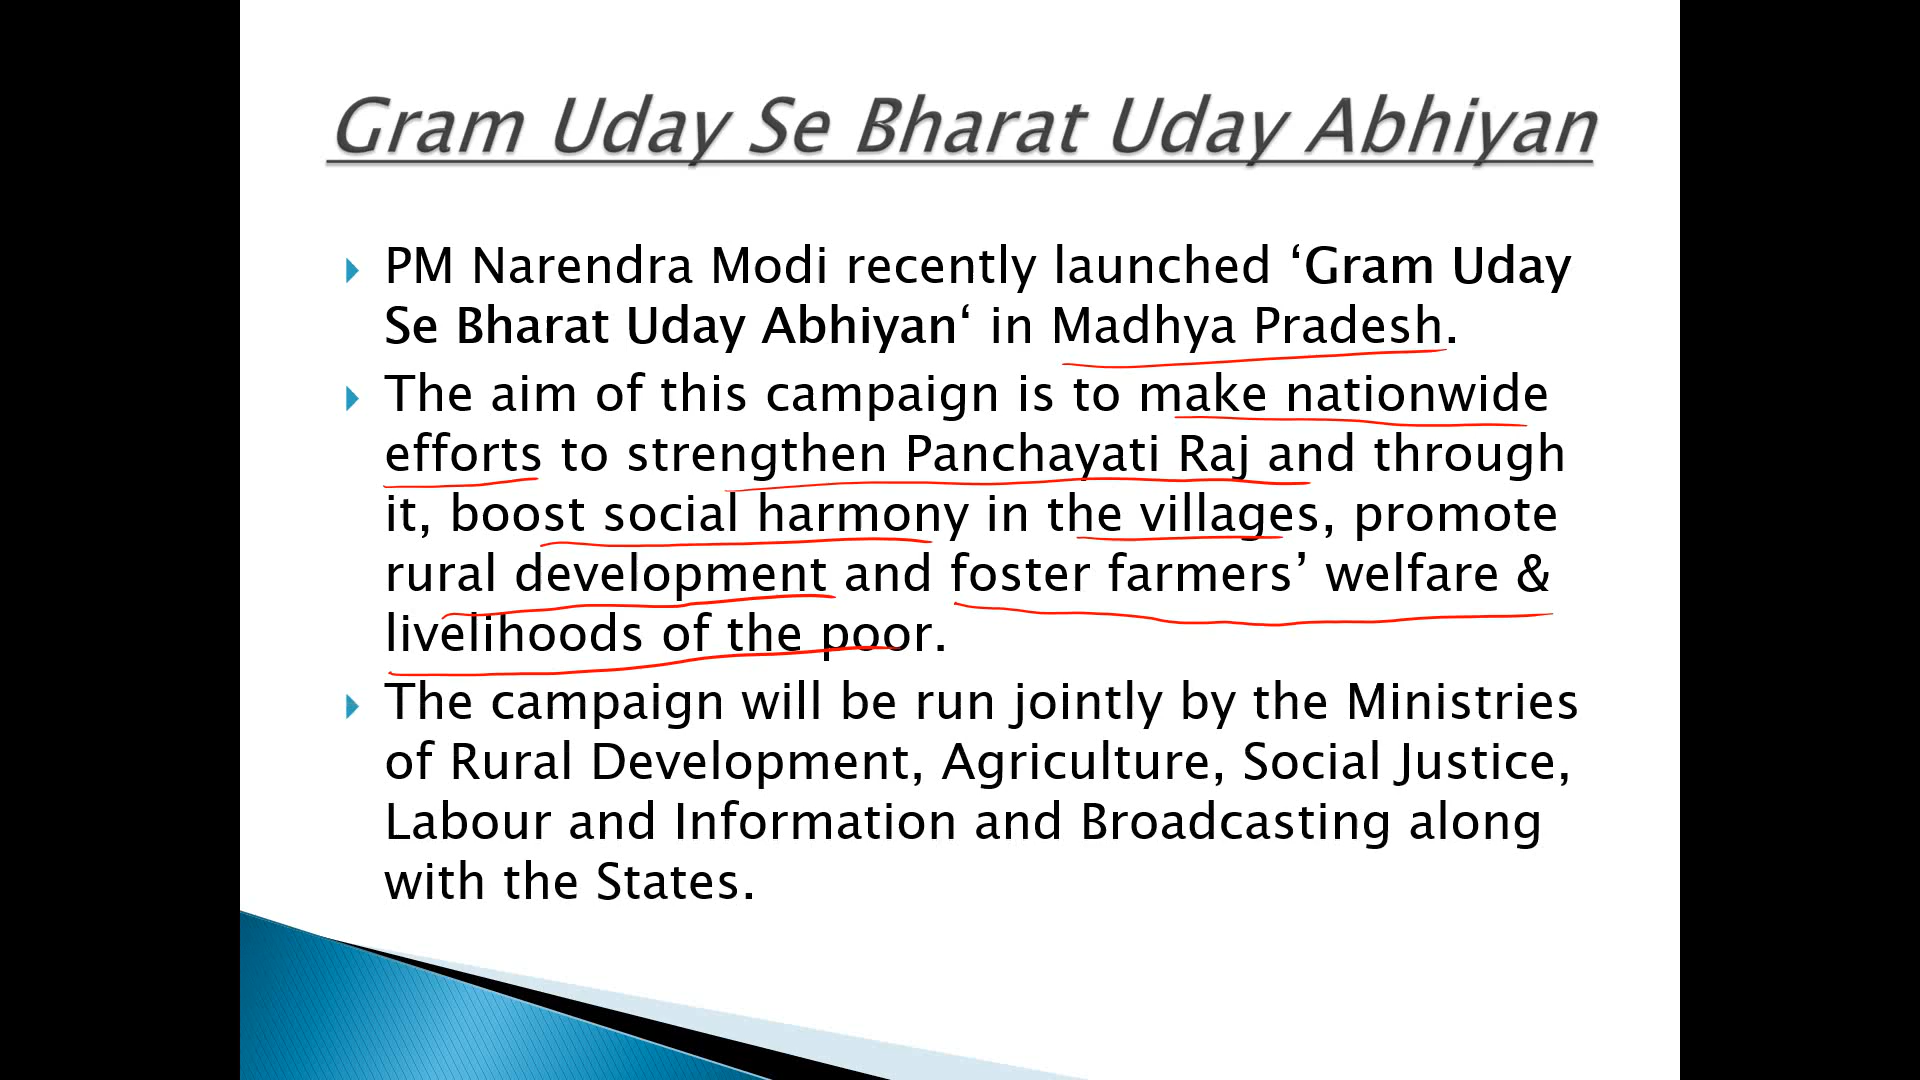 Gram Uday Se Bharat Uday Abhiyan
PM Narendra Modi recently launched ‘Gram Uday
Se Bharat Uday Abhiyan‘ in Madhya Pradesh.
The aim of this campaign is to make nationwide
efforts to strengthen Panchayati Raj and through
it, boost social harmony in the villages, promote
rural development and foster farmers’ welfare &
livelihoods of the poor.
The campaign will be run jointly by the Ministries
of Rural Development, Agriculture, Social Justice,
Labour and Information and Broadcasting along
with the States.